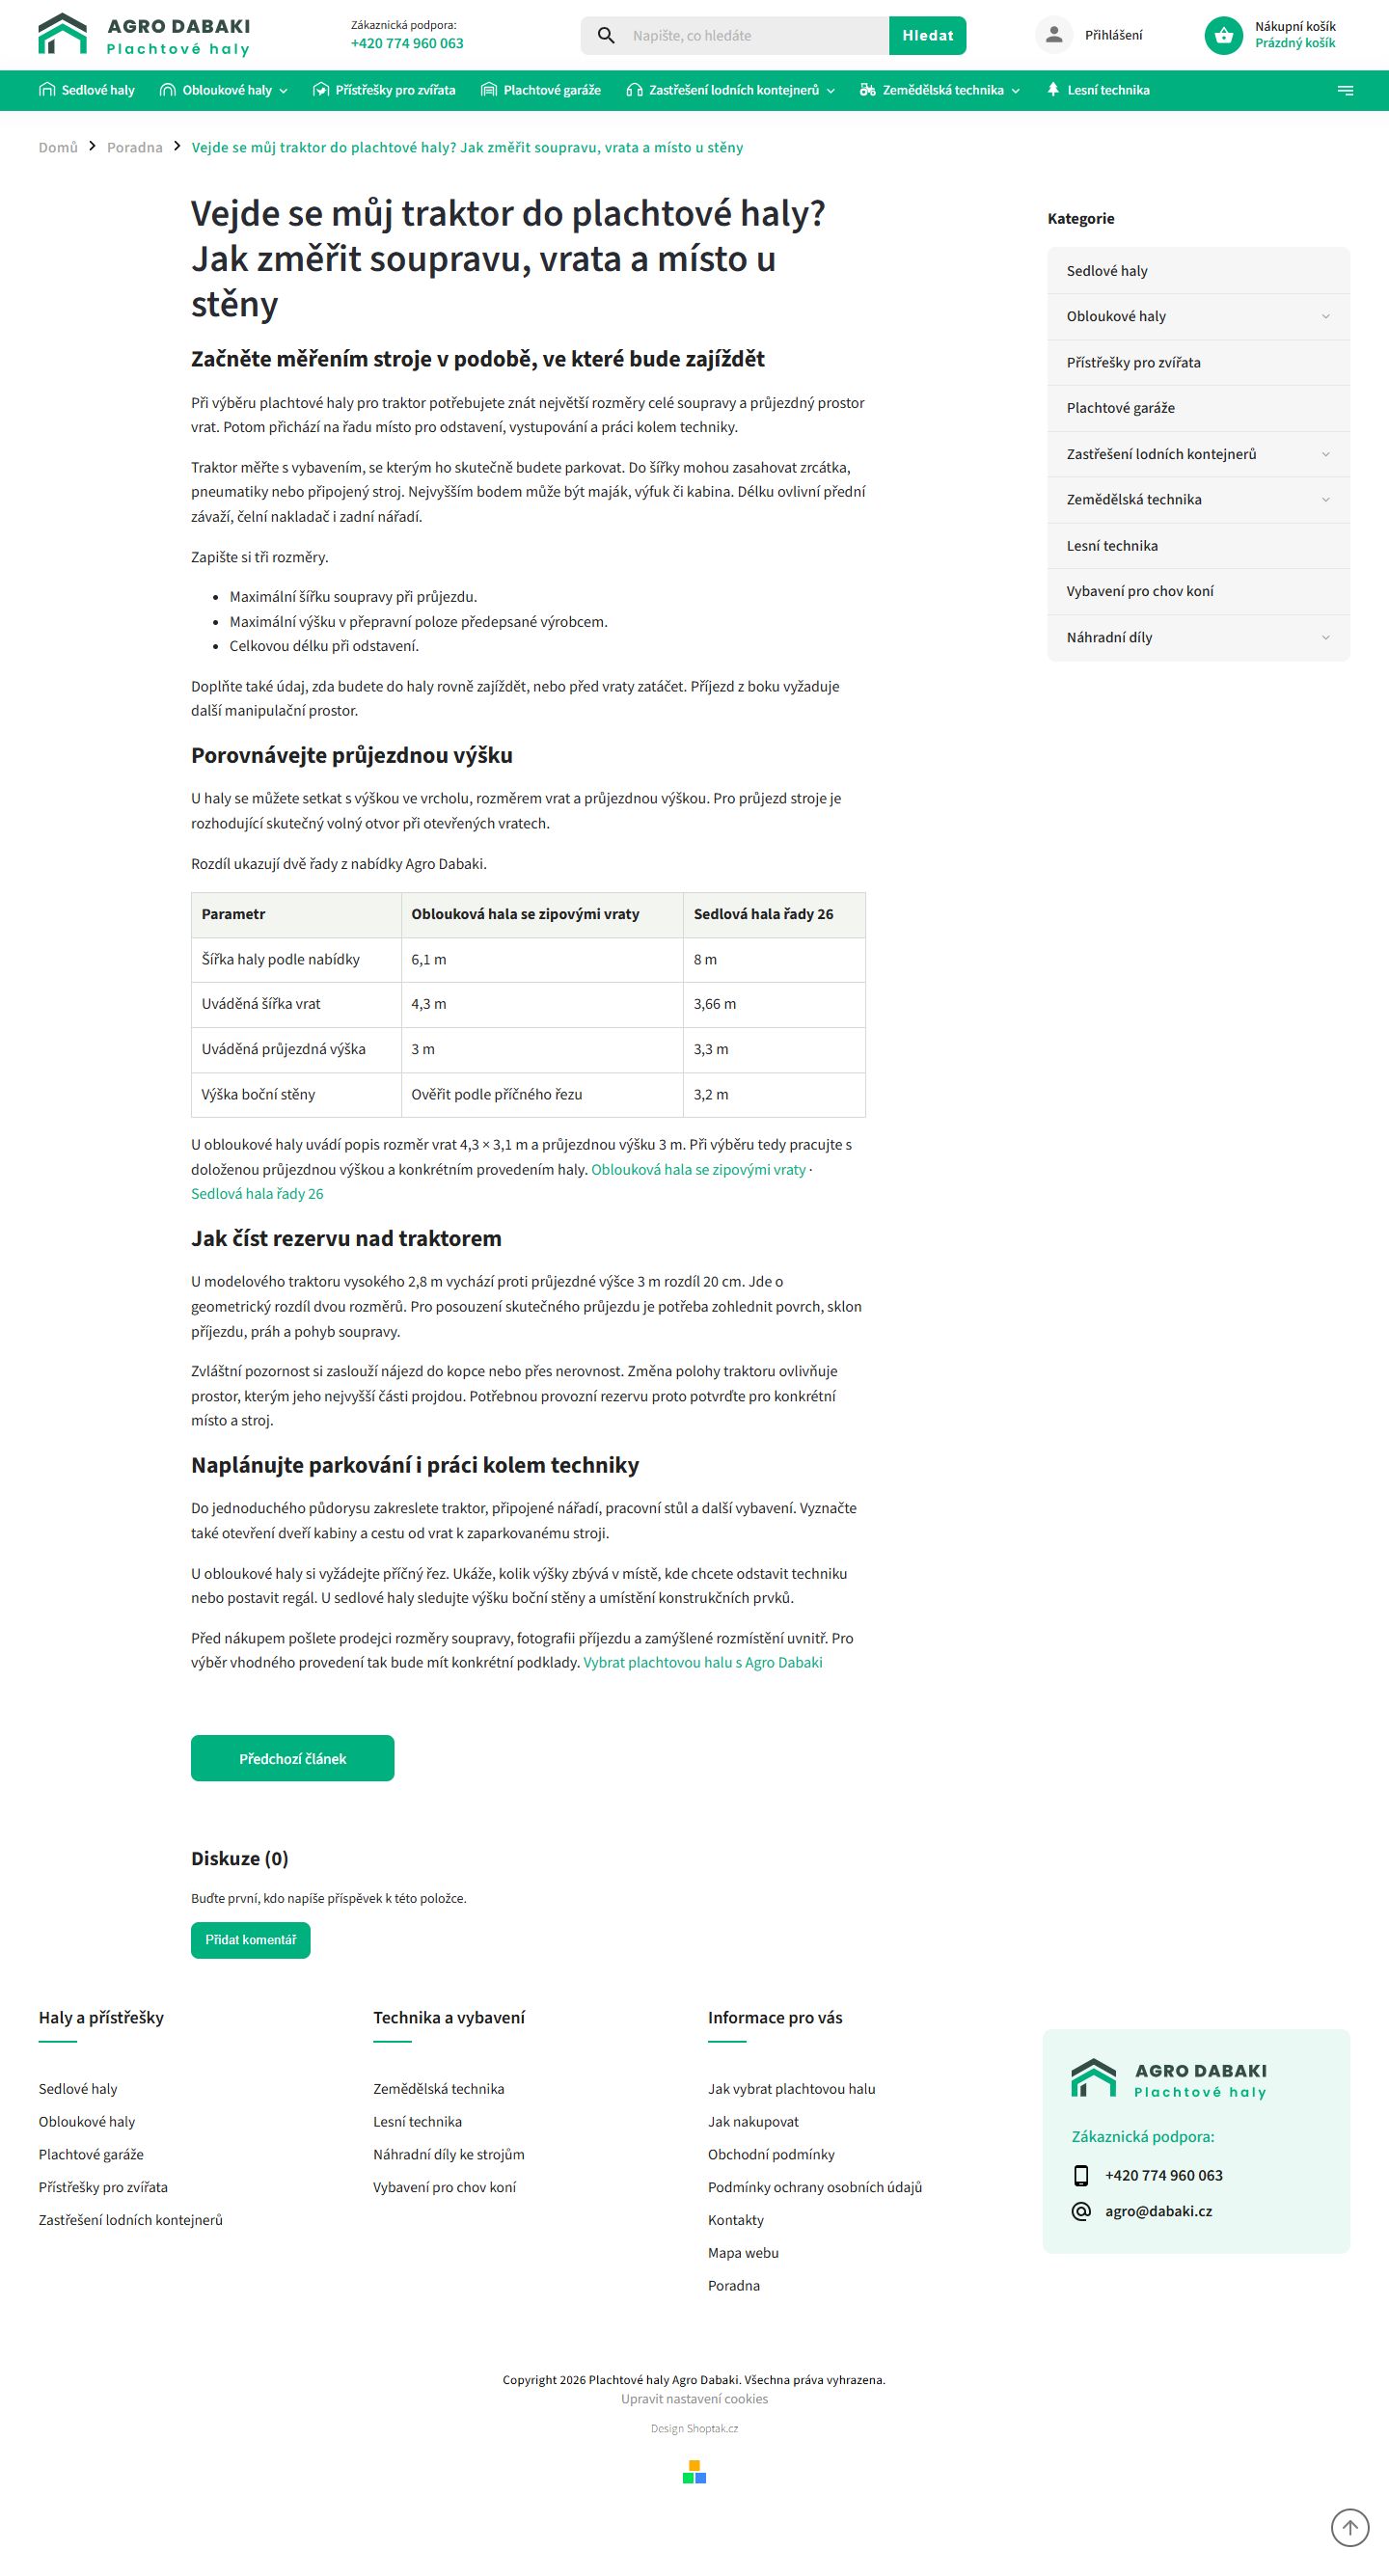 AGRO DABAKI
Plachtové haly
Zákaznická podpora:
+420 774 960 063
Napište, co hledáte
Hledat
Přihlášení
Nákupní košík
Prázdný košík
Sedlové haly
Obloukové haly
Přístřešky pro zvířata
Plachtové garáže
Zastřešení lodních kontejnerů
Zemědělská technika
Lesní technika
Domů
Poradna
Vejde se můj traktor do plachtové haly? Jak změřit soupravu, vrata a místo u stěny
Vejde se můj traktor do plachtové haly?
Jak změřit soupravu, vrata a místo u
stěny
Začněte měřením stroje v podobě, ve které bude zajíždět
Při výběru plachtové haly pro traktor potřebujete znát největší rozměry celé soupravy a průjezdný prostor
vrat. Potom přichází na řadu místo pro odstavení, vystupování a práci kolem techniky.
Traktor měřte s vybavením, se kterým ho skutečně budete parkovat. Do šířky mohou zasahovat zrcátka,
pneumatiky nebo připojený stroj. Nejvyšším bodem může být maják, výfuk či kabina. Délku ovlivní přední
závaží, čelní nakladač i zadní nářadí.
Zapište si tři rozměry.
• Maximální šířku soupravy při průjezdu.
• Maximální výšku v přepravní poloze předepsané výrobcem.
• Celkovou délku při odstavení.
Doplňte také údaj, zda budete do haly rovně zajíždět, nebo před vraty zatáčet. Příjezd z boku vyžaduje
další manipulační prostor.
Porovnávejte průjezdnou výšku
U haly se můžete setkat s výškou ve vrcholu, rozměrem vrat a průjezdnou výškou. Pro průjezd stroje je
rozhodující skutečný volný otvor při otevřených vratech.
Rozdíl ukazují dvě řady z nabídky Agro Dabaki.
Parametr
Oblouková hala se zipovými vraty
Sedlová hala řady 26
Šířka haly podle nabídky
6,1 m
8 m
Uváděná šířka vrat
4,3 m
3,66 m
Uváděná průjezdná výška
3 m
3,3 m
Výška boční stěny
Ověřit podle příčného řezu
3,2 m
U obloukové haly uvádí popis rozměr vrat 4,3 × 3,1 m a průjezdnou výšku 3 m. Při výběru tedy pracujte s
doloženou průjezdnou výškou a konkrétním provedením haly. Oblouková hala se zipovými vraty ·
Sedlová hala řady 26
Jak číst rezervu nad traktorem
U modelového traktoru vysokého 2,8 m vychází proti průjezdné výšce 3 m rozdíl 20 cm. Jde o
geometrický rozdíl dvou rozměrů. Pro posouzení skutečného průjezdu je potřeba zohlednit povrch, sklon
příjezdu, práh a pohyb soupravy.
Zvláštní pozornost si zaslouží nájezd do kopce nebo přes nerovnost. Změna polohy traktoru ovlivňuje
prostor, kterým jeho nejvyšší části projdou. Potřebnou provozní rezervu proto potvrďte pro konkrétní
místo a stroj.
Naplánujte parkování i práci kolem techniky
Do jednoduchého půdorysu zakreslete traktor, připojené nářadí, pracovní stůl a další vybavení. Vyznačte
také otevření dveří kabiny a cestu od vrat k zaparkovanému stroji.
U obloukové haly si vyžádejte příčný řez. Ukáže, kolik výšky zbývá v místě, kde chcete odstavit techniku
nebo postavit regál. U sedlové haly sledujte výšku boční stěny a umístění konstrukčních prvků.
Před nákupem pošlete prodejci rozměry soupravy, fotografii příjezdu a zamýšlené rozmístění uvnitř. Pro
výběr vhodného provedení tak bude mít konkrétní podklady. Vybrat plachtovou halu s Agro Dabaki
Předchozí článek
Diskuze (0)
Buďte první, kdo napíše příspěvek k této položce.
Přidat komentář
Kategorie
Sedlové haly
Obloukové haly
Přístřešky pro zvířata
Plachtové garáže
Zastřešení lodních kontejnerů
Zemědělská technika
Lesní technika
Vybavení pro chov koní
Náhradní díly
Haly a přístřešky
Sedlové haly
Obloukové haly
Plachtové garáže
Přístřešky pro zvířata
Zastřešení lodních kontejnerů
Technika a vybavení
Zemědělská technika
Lesní technika
Náhradní díly ke strojům
Vybavení pro chov koní
Informace pro vás
Jak vybrat plachtovou halu
Jak nakupovat
Obchodní podmínky
Podmínky ochrany osobních údajů
Kontakty
Mapa webu
Poradna
AGRO DABAKI
Plachtové haly
Zákaznická podpora:
+420 774 960 063
agro@dabaki.cz
Copyright 2026 Plachtové haly Agro Dabaki. Všechna práva vyhrazena.
Upravit nastavení cookies
Design Shoptak.cz